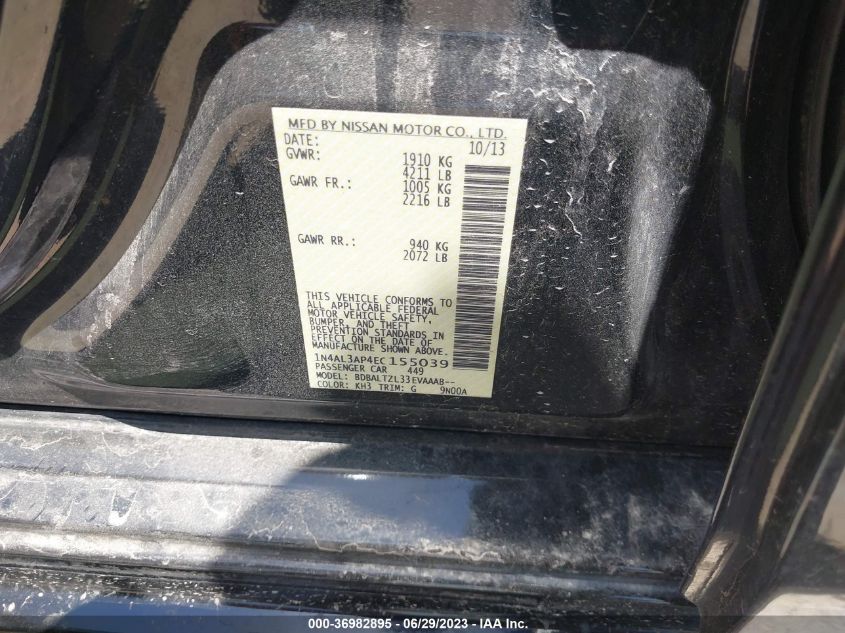 MFD BY NISSAN MOTOR CO., LTD.
DATE: 10/13
GVWR: 1910 KG
4211 LB
GAWR FR.: 1005 KG
2216 LB
GAWR RR.: 940 KG
2072 LB
THIS VEHICLE CONFORMS TO
ALL APPLICABLE FEDERAL
MOTOR VEHICLE SAFETY,
BUMPER, AND THEFT
PREVENTION STANDARDS IN
EFFECT ON THE DATE OF
MANUFACTURE SHOWN ABOVE.
1N4AL3AP4EC155039
PASSENGER CAR 449
MODEL: BDBALTZL33EVAAAB--
COLOR: KH3 TRIM: G 9N00A
000-36982895 - 06/29/2023 - IAA Inc.